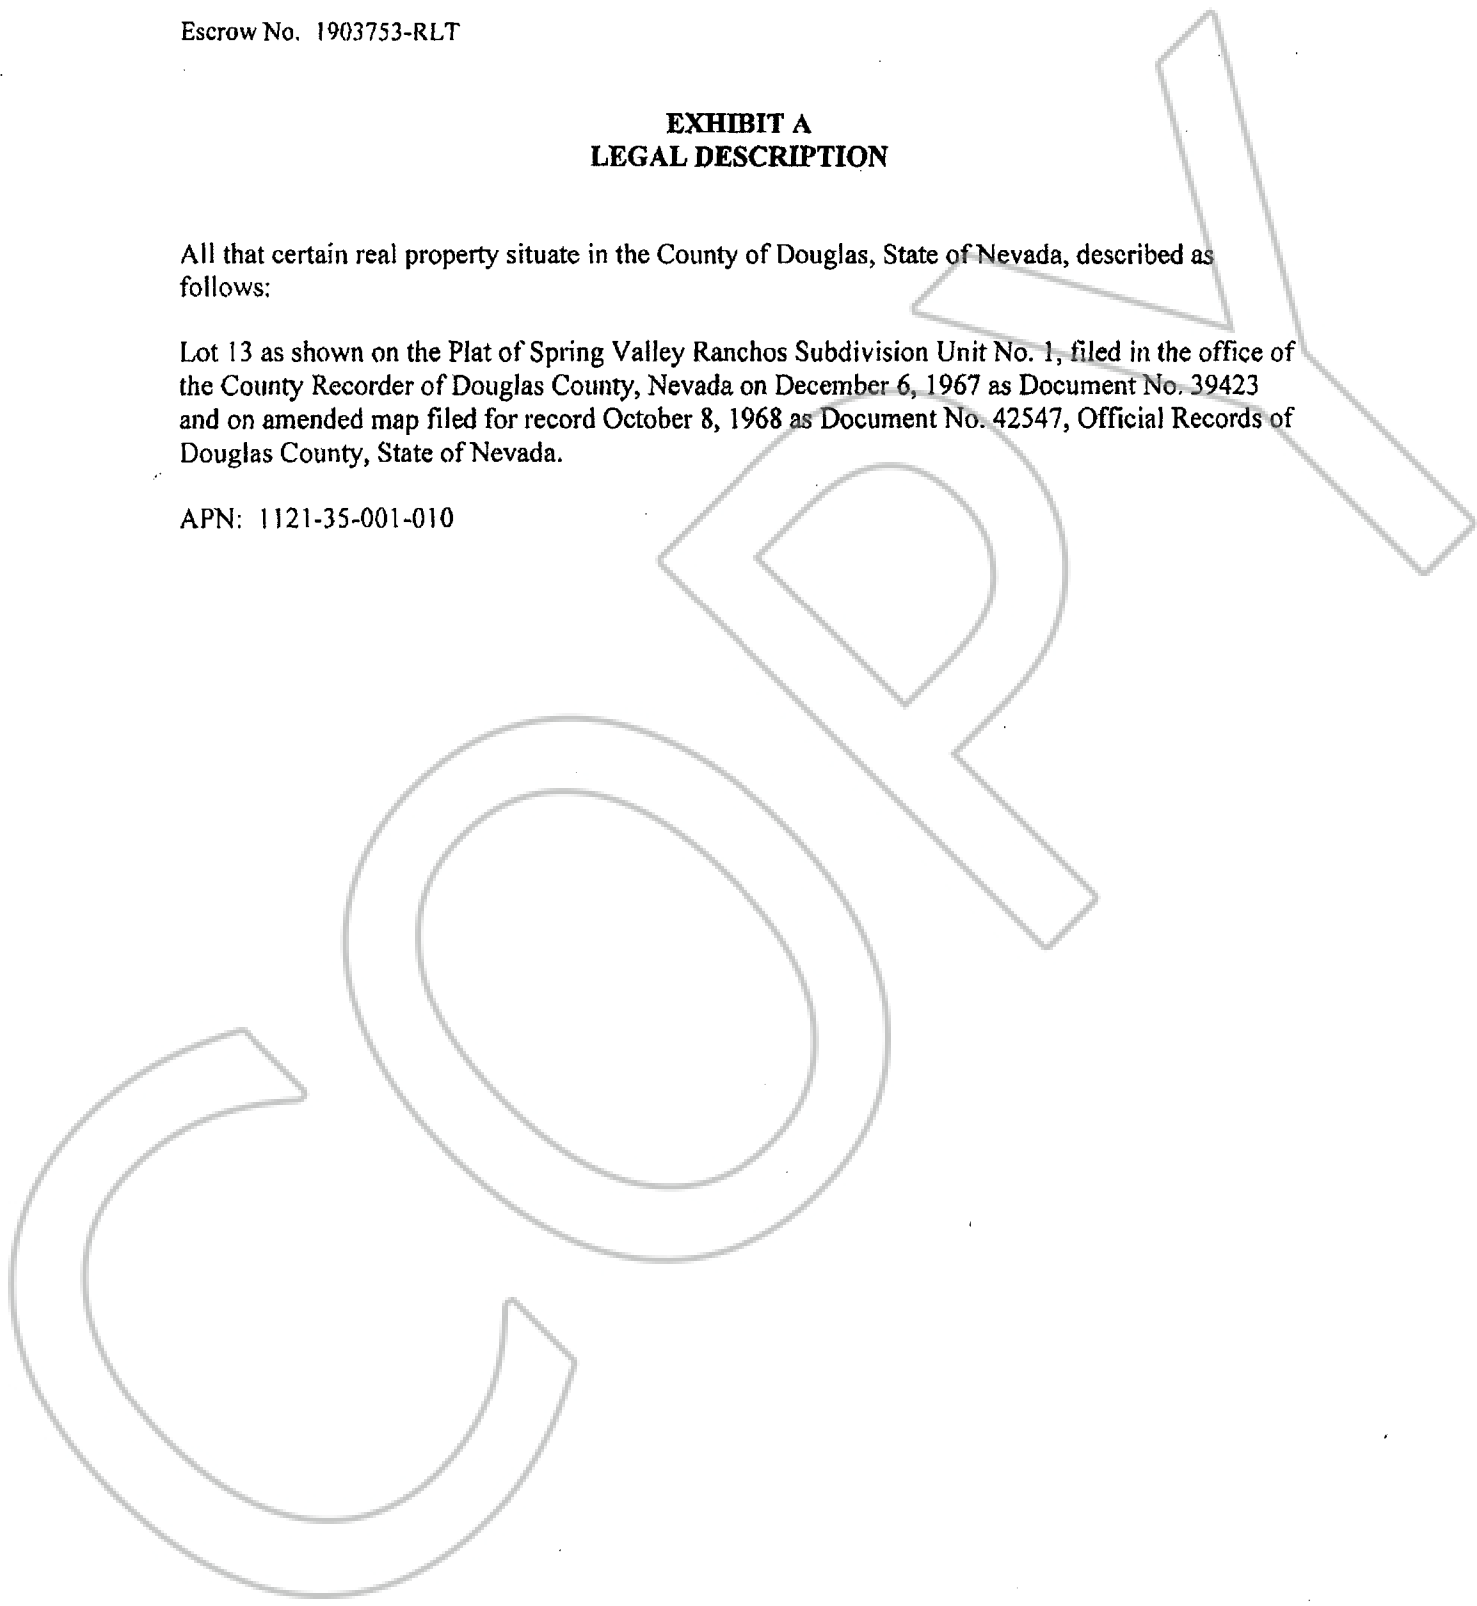 Escrow No. 1903753-RLT
EXHIBIT A
LEGAL DESCRIPTION
All that certain real property situate in the County of Douglas, State of Nevada, described as
follows:
Lot 13 as shown on the Plat of Spring Valley Ranchos Subdivision Unit No. 1, filed in the office of
the County Recorder of Douglas County, Nevada on December 6, 1967 as Document No. 39423
and on amended map filed for record October 8, 1968 as Document No. 42547, Official Records of
Douglas County, State of Nevada.
APN: 1121-35-001-010
COPY